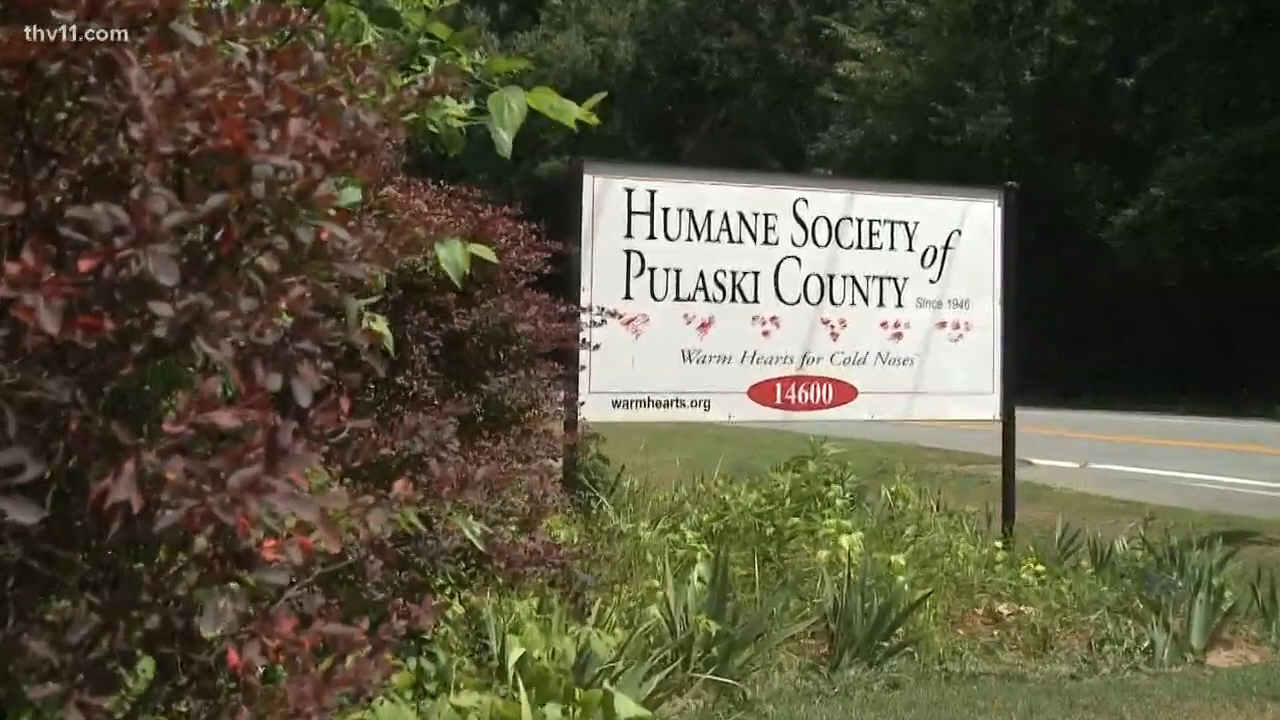 thv11.com
HUMANE SOCIETY of
PULASKI COUNTY Since 1946
Warm Hearts for Cold Noses
14600
warmhearts.org